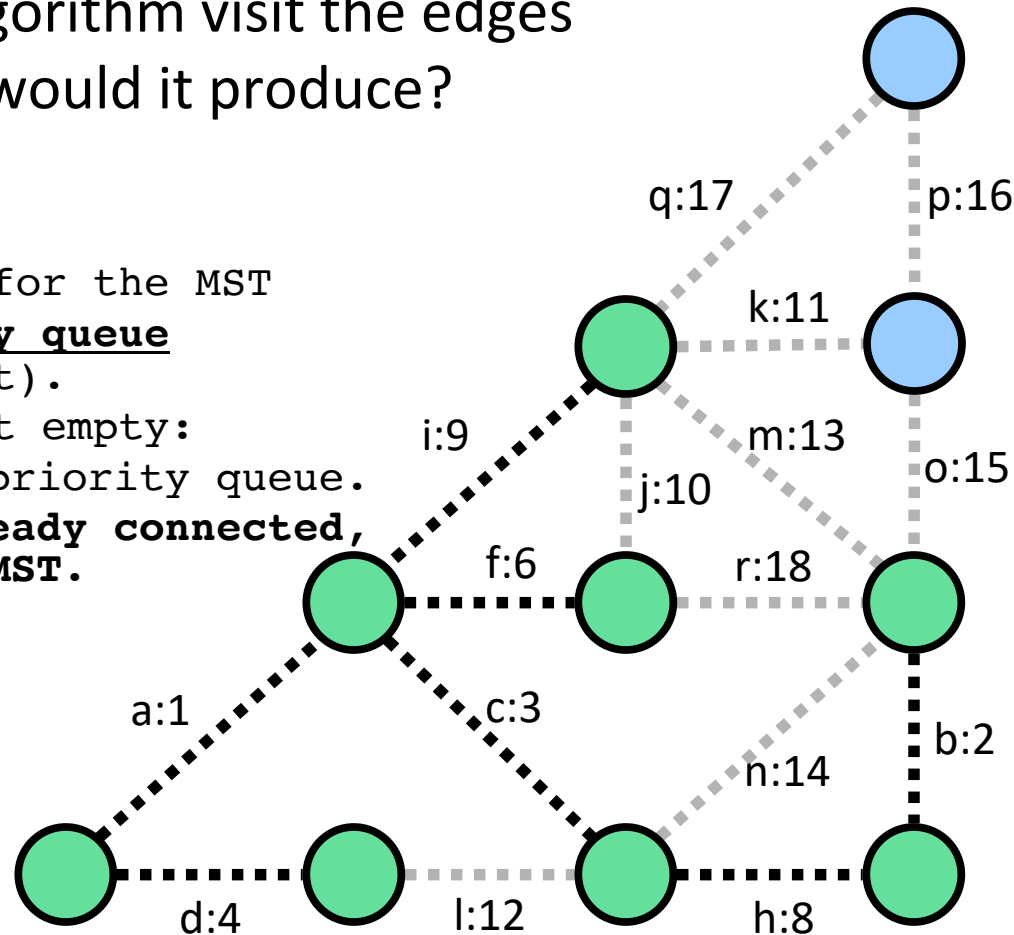 gorithm visit the edges
would it produce?
for the MST
y queue
t).
t empty:
priority queue.
eady connected,
MST.
q:17
p:16
k:11
i:9
m:13
j:10
o:15
f:6
r:18
a:1
c:3
b:2
n:14
d:4
l:12
h:8